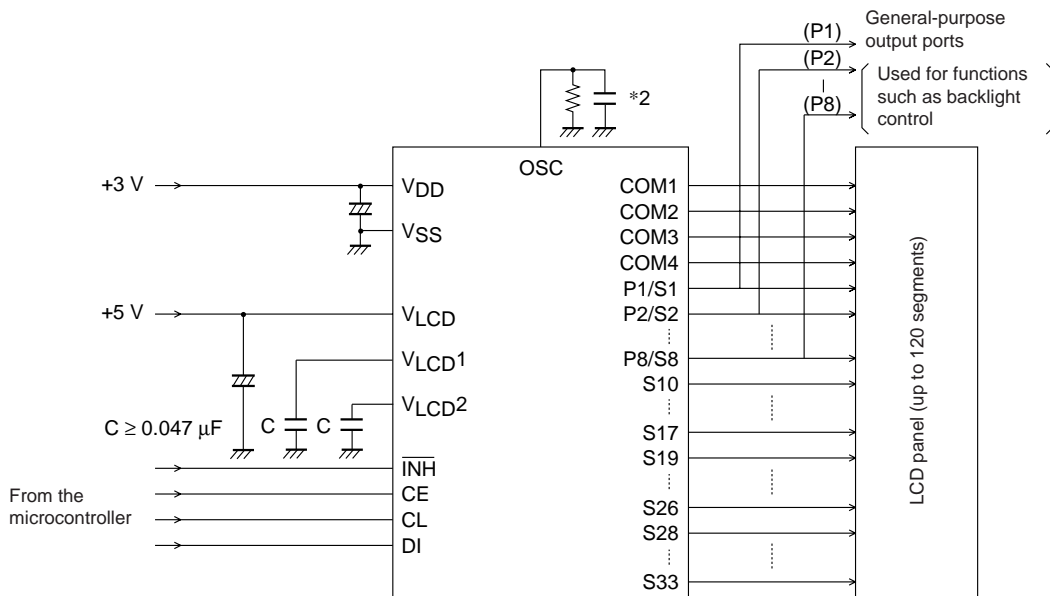 General-purpose
output ports
(P1)
(P2)
(P8)
Used for functions
such as backlight
control
*2
OSC
+3 V
VDD
VSS
+5 V
VLCD
VLCD1
VLCD2
C ≥ 0.047 μF
C
C
From the
microcontroller
INH
CE
CL
DI
COM1
COM2
COM3
COM4
P1/S1
P2/S2
P8/S8
S10
S17
S19
S26
S28
S33
LCD panel (up to 120 segments)